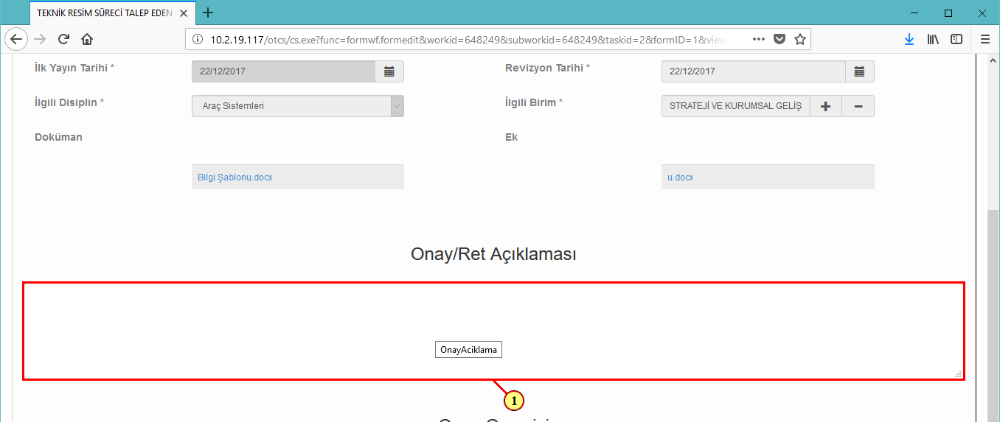 TEKNİK RESİM SÜRECİ TALEP EDEN
10.2.19.117/otcs/cs.exe?func=formwf.formedit&workid=648249&subworkid=648249&taskid=2&formID=1&view
İlk Yayın Tarihi *
22/12/2017
Revizyon Tarihi *
22/12/2017
İlgili Disiplin *
Araç Sistemleri
İlgili Birim *
STRATEJİ VE KURUMSAL GELİŞ
Doküman
Ek
Bilgi Şablonu.docx
u.docx
Onay/Ret Açıklaması
OnayAciklama
1